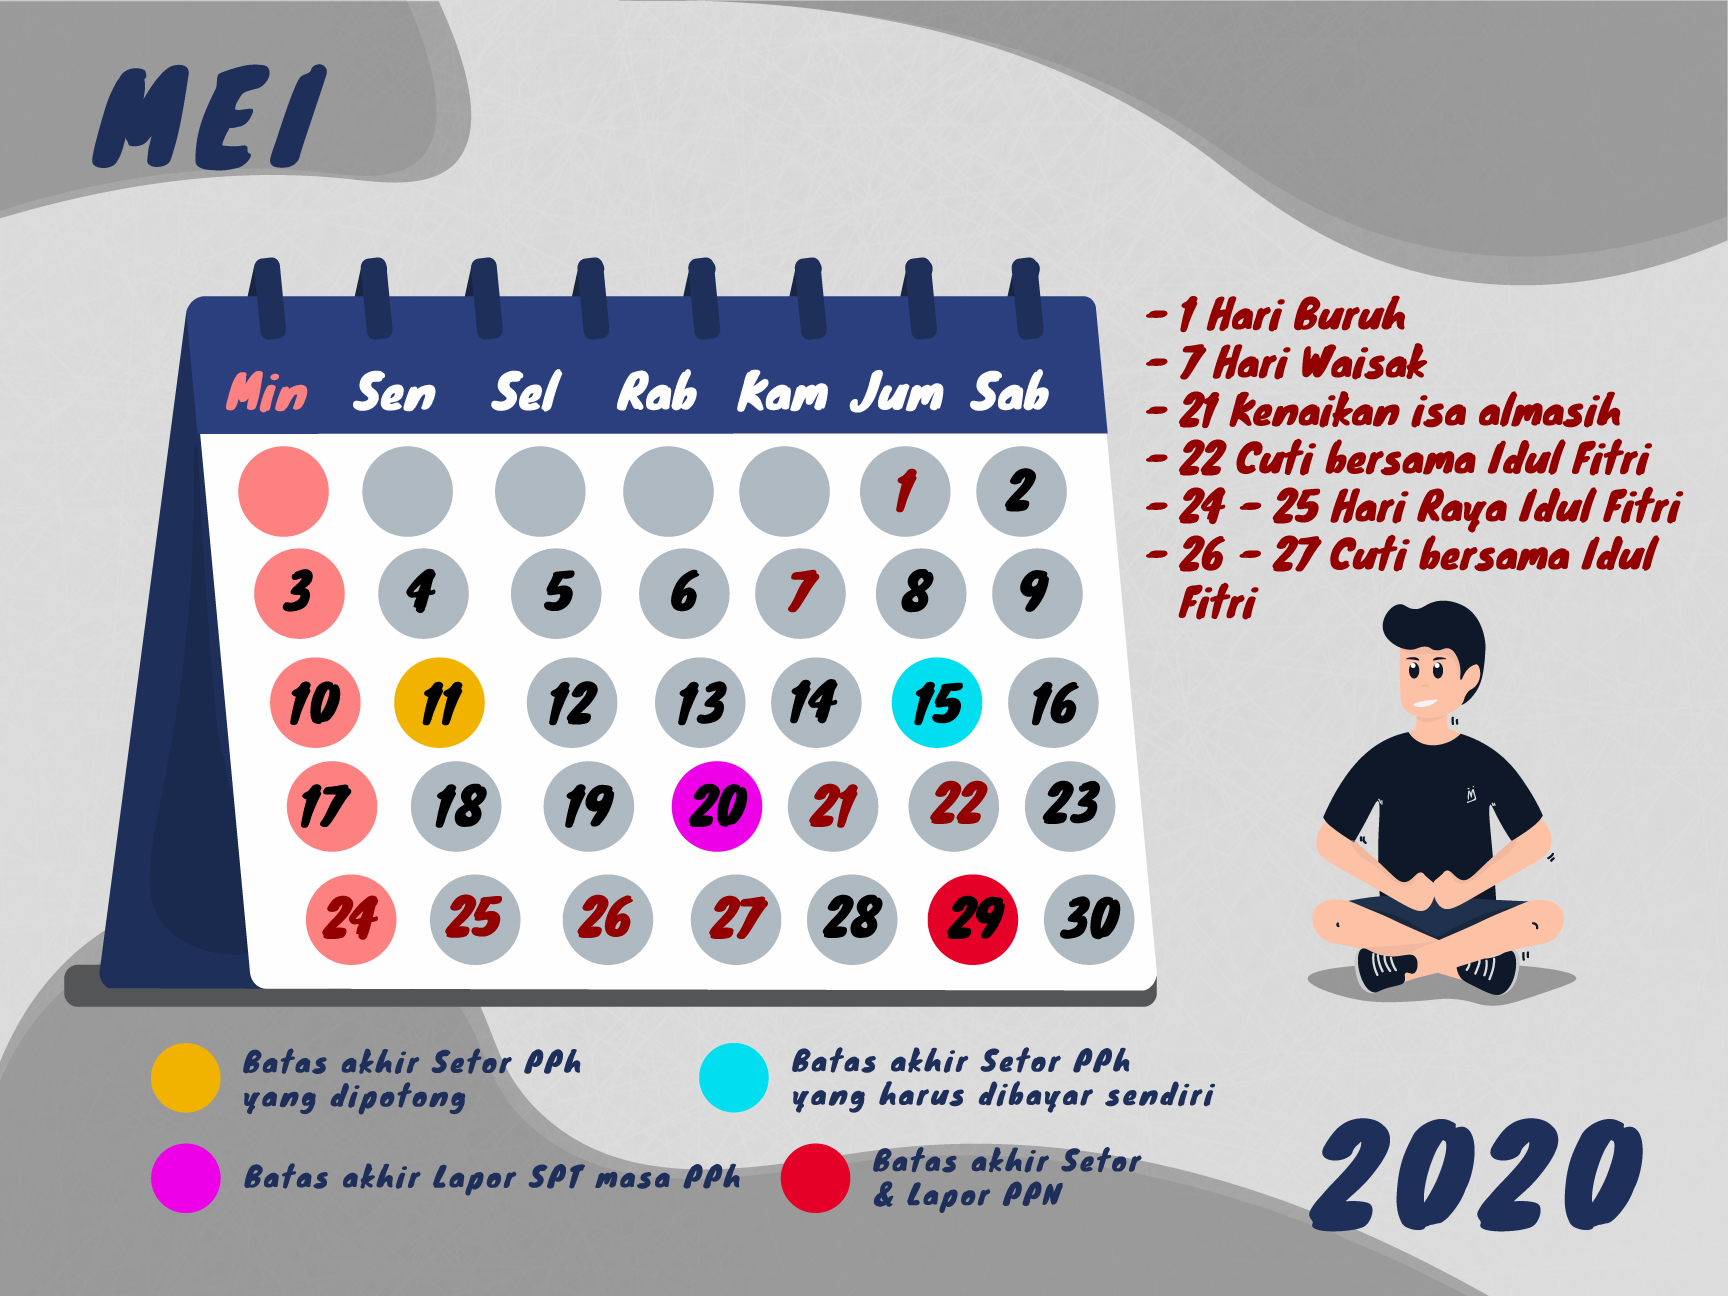 MEI
Min Sen Sel Rab Kam Jum Sab
1 2
3 4 5 6 7 8 9
10 11 12 13 14 15 16
17 18 19 20 21 22 23
24 25 26 27 28 29 30
- 1 Hari Buruh
- 7 Hari Waisak
- 21 Kenaikan isa almasih
- 22 Cuti bersama Idul Fitri
- 24 - 25 Hari Raya Idul Fitri
- 26 - 27 Cuti bersama Idul
Fitri
Batas akhir Setor PPh
yang dipotong
Batas akhir Setor PPh
yang harus dibayar sendiri
Batas akhir Lapor SPT masa PPh
Batas akhir Setor
& Lapor PPN
2020